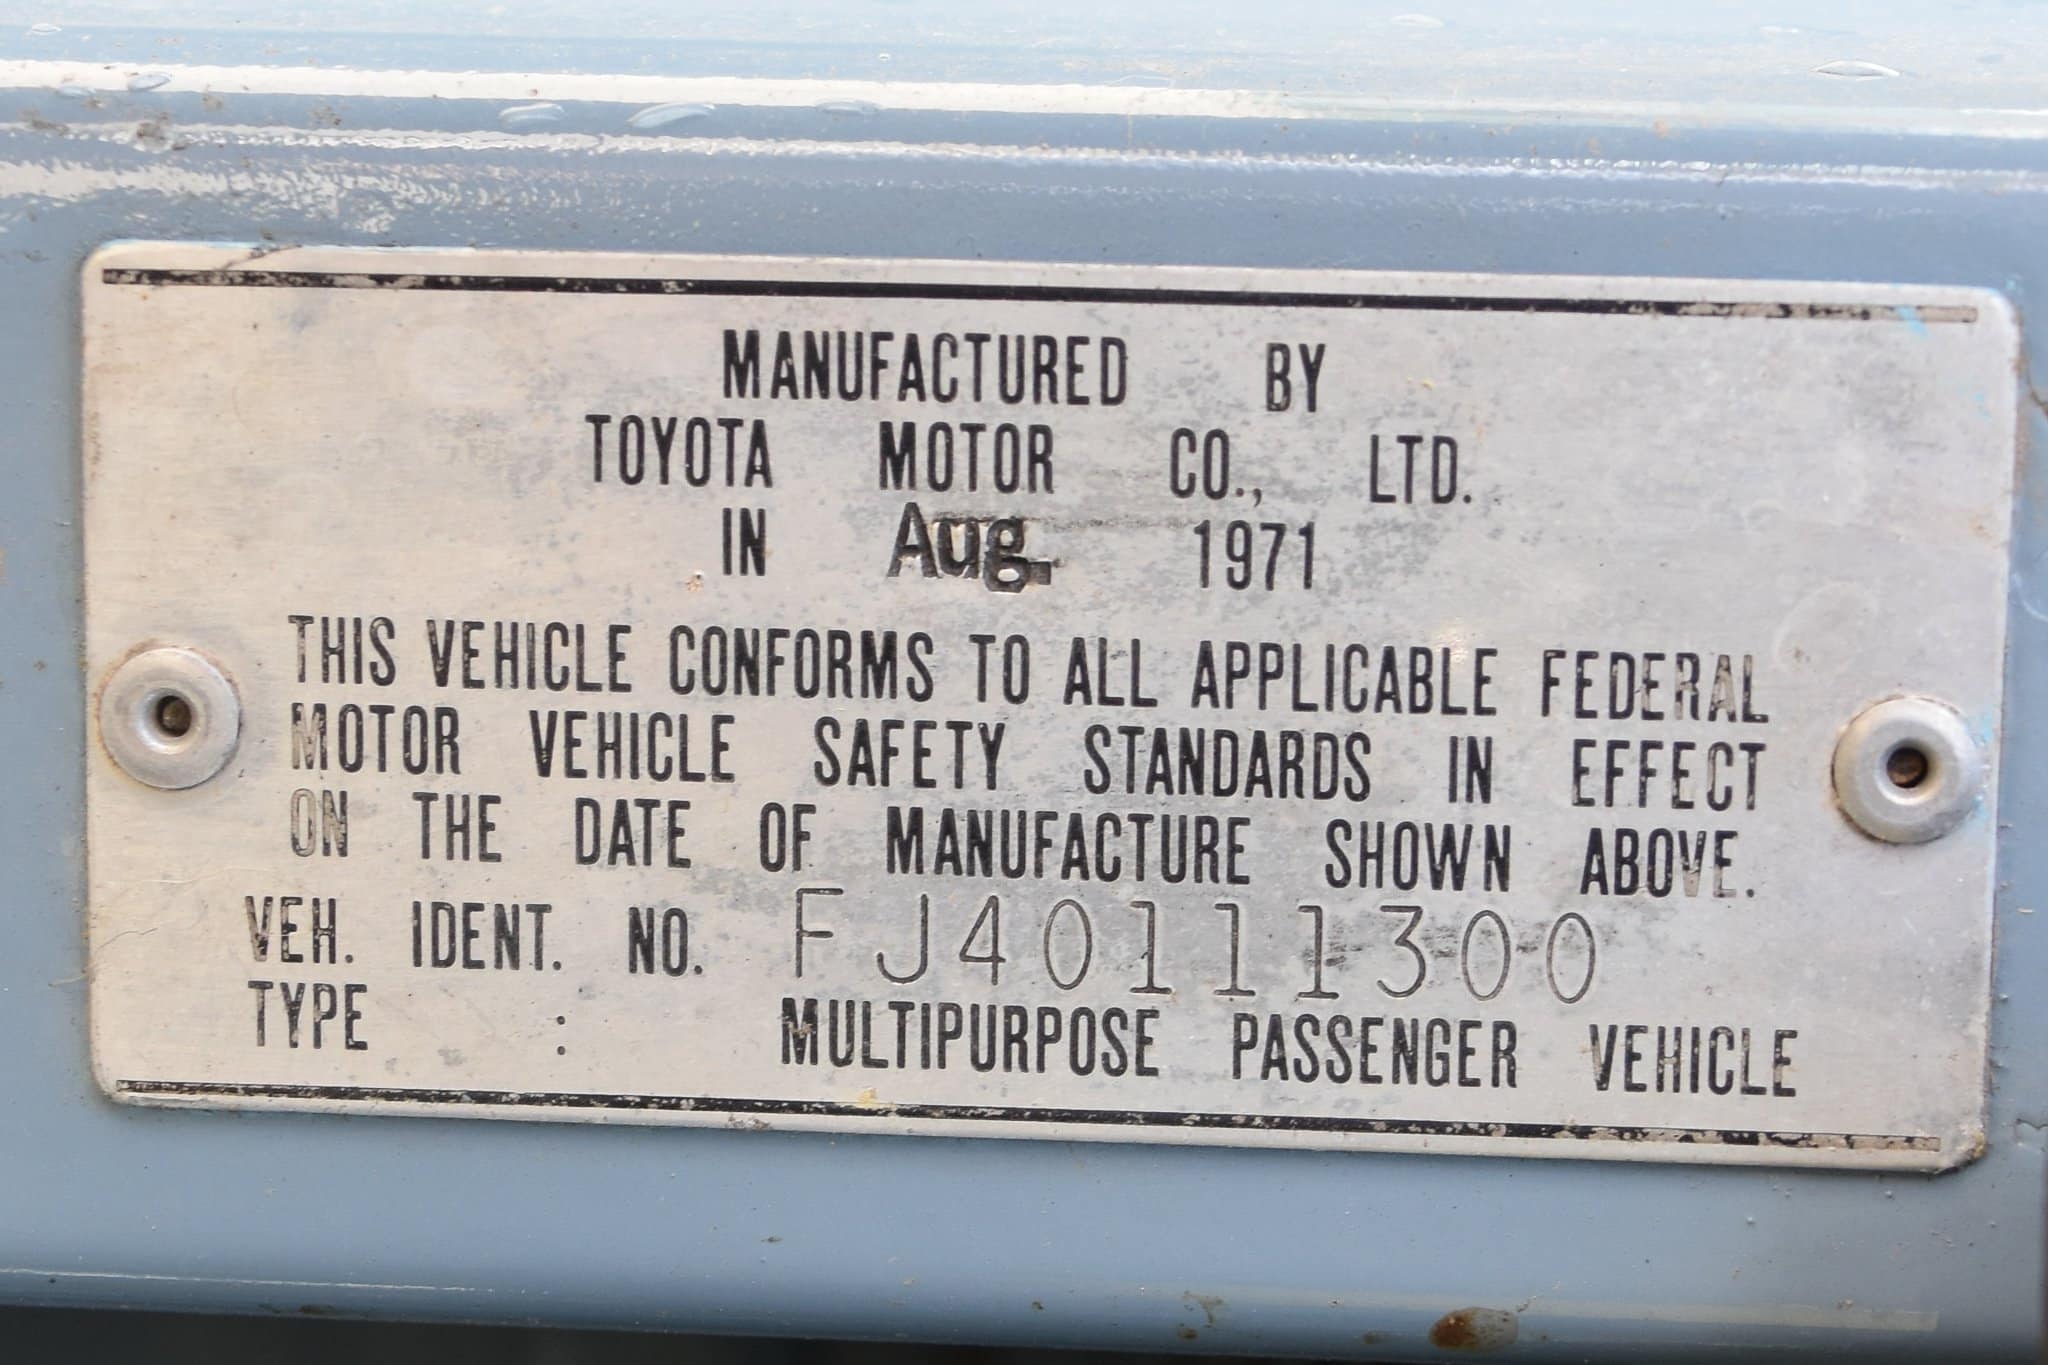 MANUFACTURED BY
TOYOTA MOTOR CO., LTD.
IN Aug. 1971
THIS VEHICLE CONFORMS TO ALL APPLICABLE FEDERAL
MOTOR VEHICLE SAFETY STANDARDS IN EFFECT
ON THE DATE OF MANUFACTURE SHOWN ABOVE.
VEH. IDENT. NO. FJ40111300
TYPE : MULTIPURPOSE PASSENGER VEHICLE